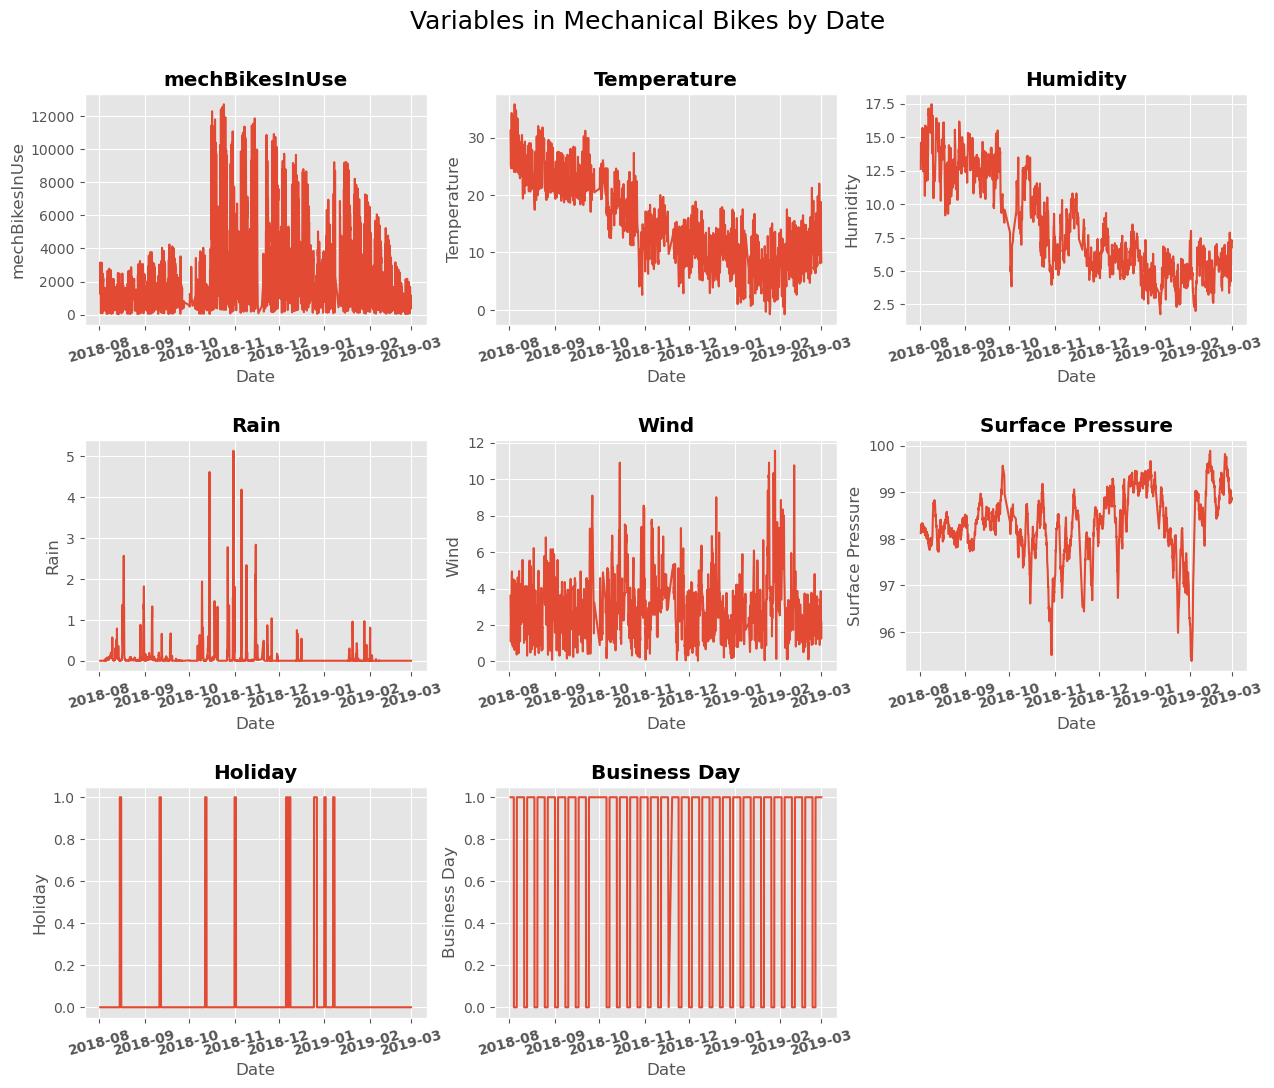 Variables in Mechanical Bikes by Date
mechBikesInUse
mechBikesInUse
12000
10000
8000
6000
4000
2000
0
2018-08 2018-09 2018-10 2018-11 2018-12 2019-01 2019-02 2019-03
Date
Temperature
Temperature
30
20
10
0
2018-08 2018-09 2018-10 2018-11 2018-12 2019-01 2019-02 2019-03
Date
Humidity
Humidity
17.5
15.0
12.5
10.0
7.5
5.0
2.5
2018-08 2018-09 2018-10 2018-11 2018-12 2019-01 2019-02 2019-03
Date
Rain
Rain
5
4
3
2
1
0
2018-08 2018-09 2018-10 2018-11 2018-12 2019-01 2019-02 2019-03
Date
Wind
Wind
12
10
8
6
4
2
0
2018-08 2018-09 2018-10 2018-11 2018-12 2019-01 2019-02 2019-03
Date
Surface Pressure
Surface Pressure
100
99
98
97
96
2018-08 2018-09 2018-10 2018-11 2018-12 2019-01 2019-02 2019-03
Date
Holiday
Holiday
1.0
0.8
0.6
0.4
0.2
0.0
2018-08 2018-09 2018-10 2018-11 2018-12 2019-01 2019-02 2019-03
Date
Business Day
Business Day
1.0
0.8
0.6
0.4
0.2
0.0
2018-08 2018-09 2018-10 2018-11 2018-12 2019-01 2019-02 2019-03
Date